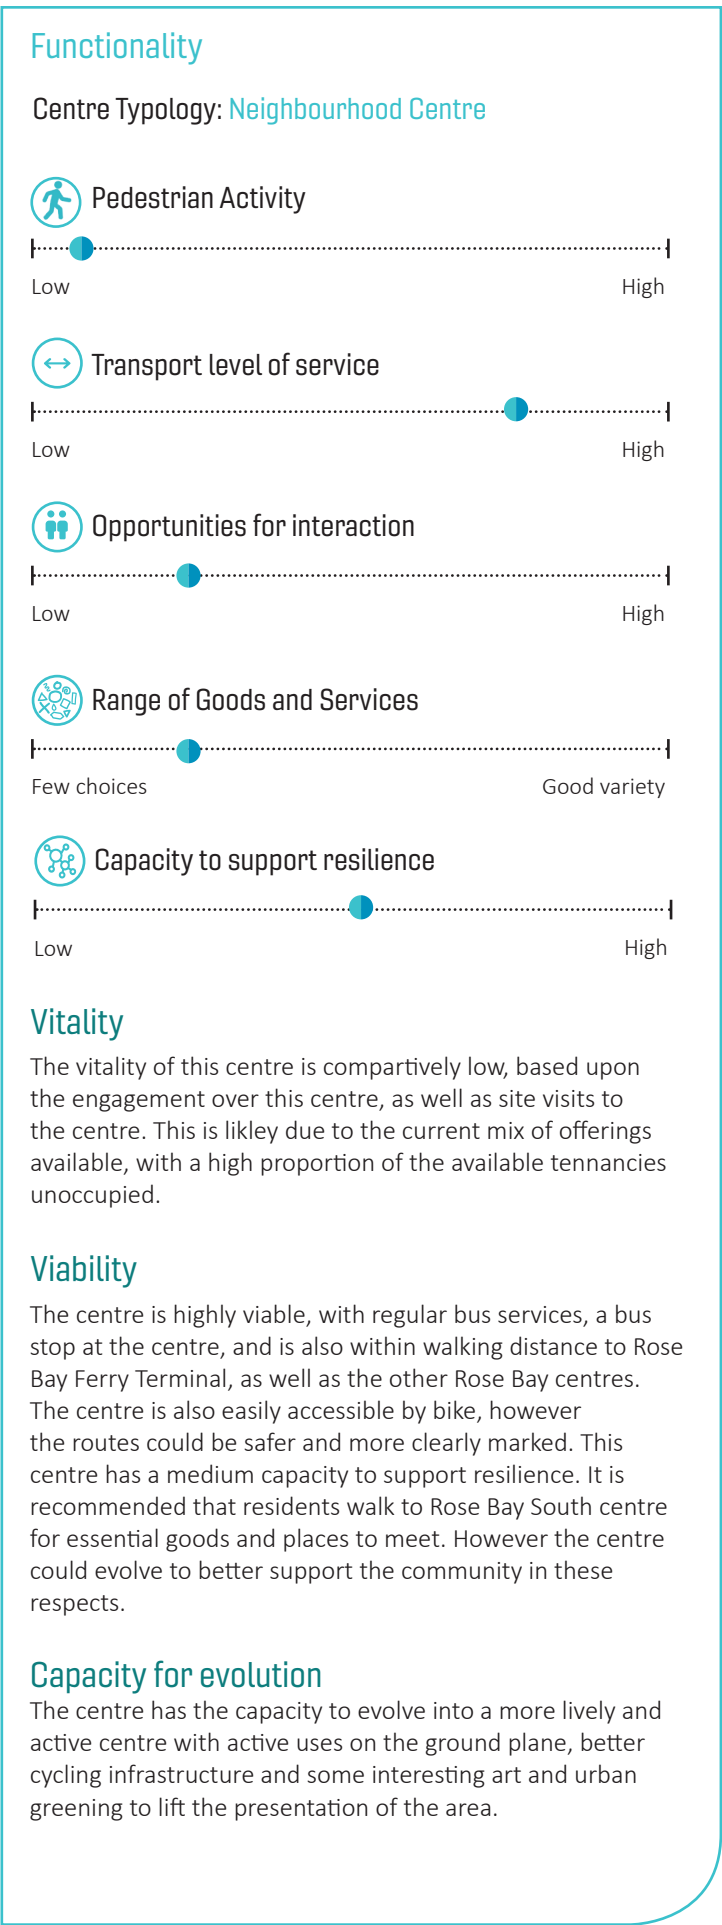 Functionality
Centre Typology: Neighbourhood Centre
Pedestrian Activity
Low High
Transport level of service
Low High
Opportunities for interaction
Low High
Range of Goods and Services
Few choices Good variety
Capacity to support resilience
Low High
Vitality
The vitality of this centre is compartively low, based upon
the engagement over this centre, as well as site visits to
the centre. This is likley due to the current mix of offerings
available, with a high proportion of the available tennancies
unoccupied.
Viability
The centre is highly viable, with regular bus services, a bus
stop at the centre, and is also within walking distance to Rose
Bay Ferry Terminal, as well as the other Rose Bay centres.
The centre is also easily accessible by bike, however
the routes could be safer and more clearly marked. This
centre has a medium capacity to support resilience. It is
recommended that residents walk to Rose Bay South centre
for essential goods and places to meet. However the centre
could evolve to better support the community in these
respects.
Capacity for evolution
The centre has the capacity to evolve into a more lively and
active centre with active uses on the ground plane, better
cycling infrastructure and some interesting art and urban
greening to lift the presentation of the area.